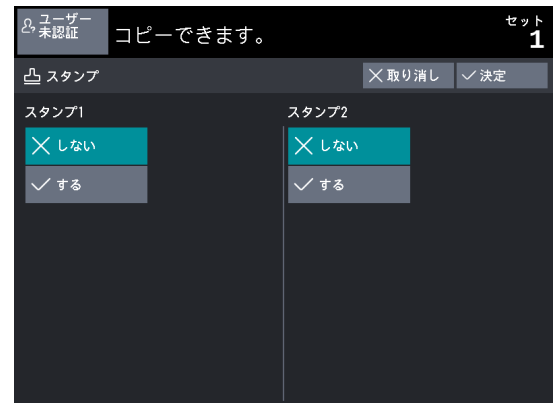 ユーザー
未認証
コピーできます。
セット
1
スタンプ
取り消し
決定
スタンプ1
スタンプ2
しない
しない
する
する